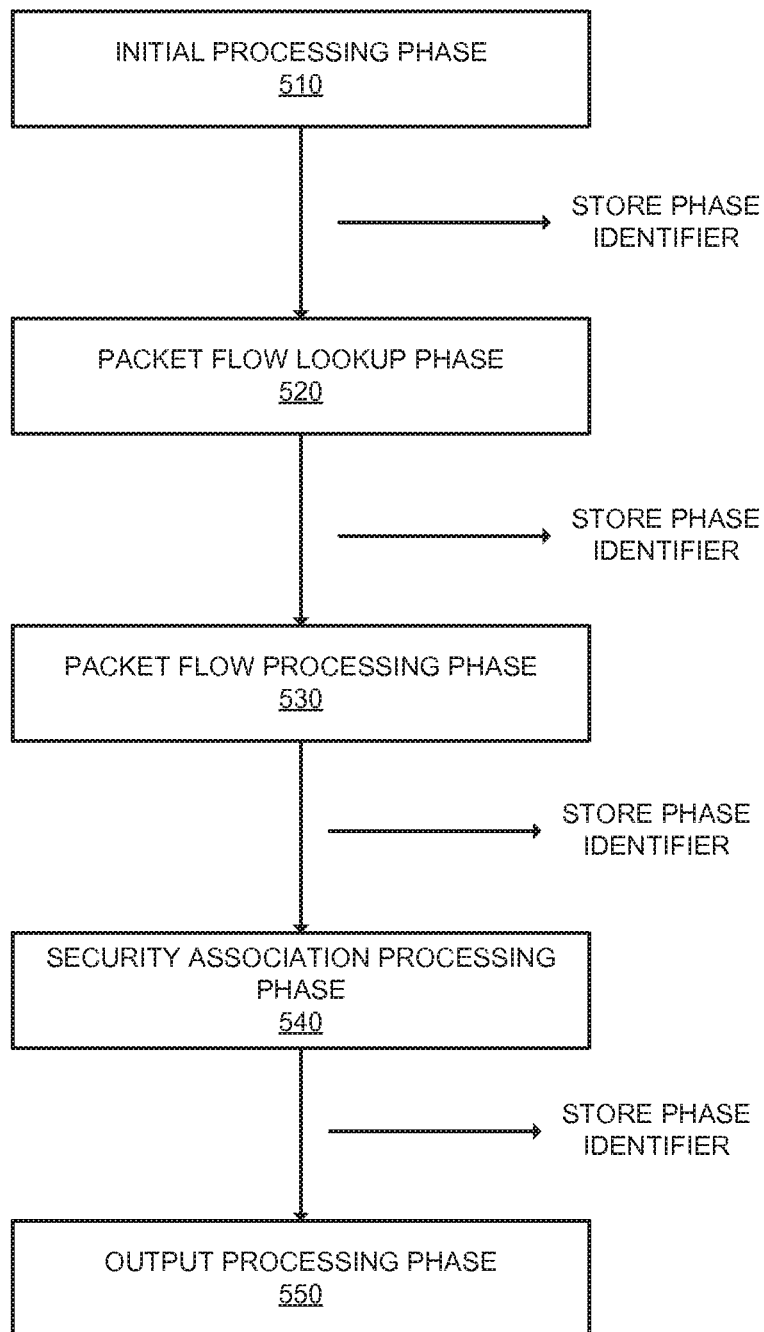 INITIAL PROCESSING PHASE
510
STORE PHASE
IDENTIFIER
PACKET FLOW LOOKUP PHASE
520
STORE PHASE
IDENTIFIER
PACKET FLOW PROCESSING PHASE
530
STORE PHASE
IDENTIFIER
SECURITY ASSOCIATION PROCESSING
PHASE
540
STORE PHASE
IDENTIFIER
OUTPUT PROCESSING PHASE
550